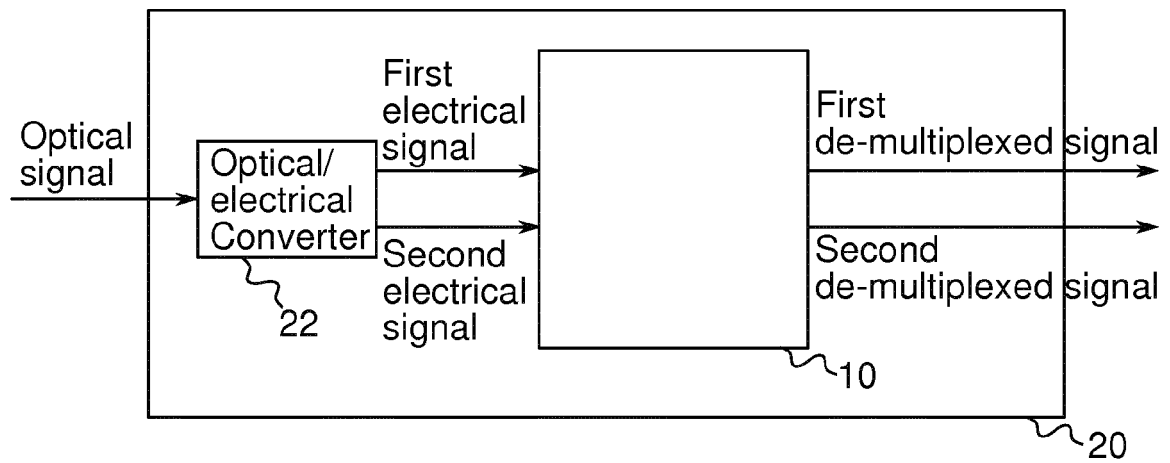 Optical
signal
Optical/
electrical
Converter
22
First
electrical
signal
Second
electrical
signal
10
First
de-multiplexed signal
Second
de-multiplexed signal
20